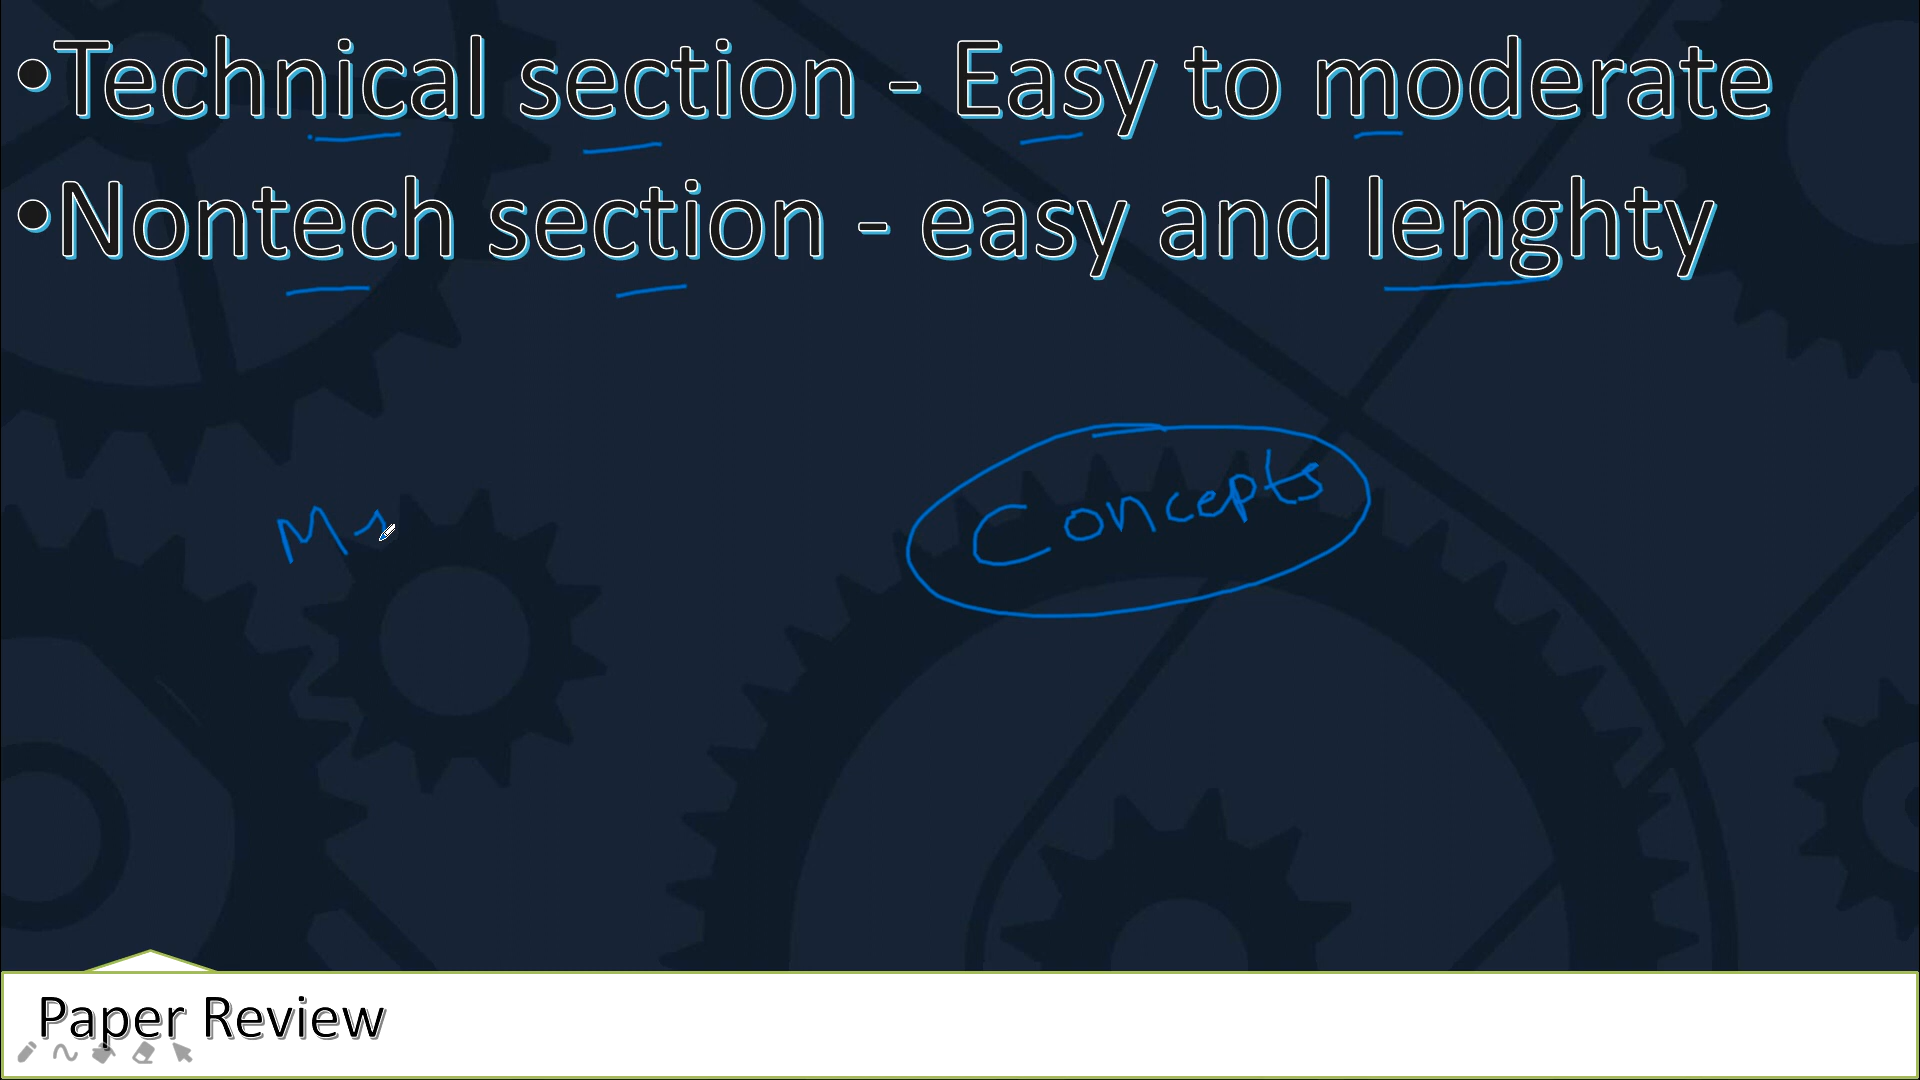 •Technical section - Easy to moderate
•Nontech section - easy and lenghty
Concepts
Paper Review